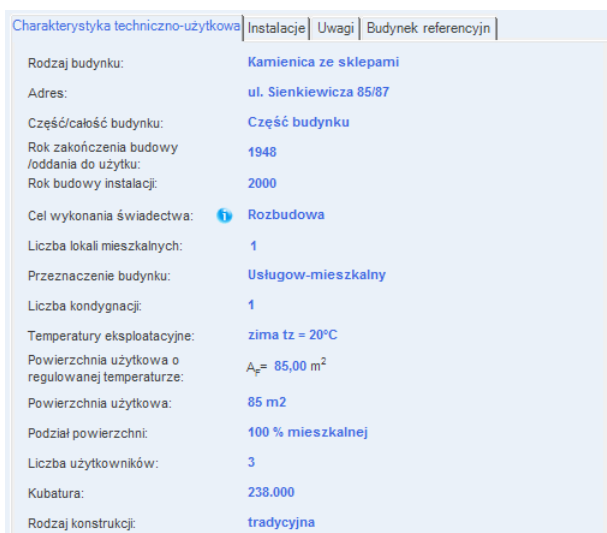 Charakterystyka techniczno-użytkowa Instalacje Uwagi Budynek referencyjn
Rodzaj budynku: Kamienica ze sklepami
Adres: ul. Sienkiewicza 85/87
Część/całość budynku: Część budynku
Rok zakończenia budowy
/oddania do użytku: 1948
Rok budowy instalacji: 2000
Cel wykonania świadectwa: Rozbudowa
Liczba lokali mieszkalnych: 1
Przeznaczenie budynku: Usługow-mieszkalny
Liczba kondygnacji: 1
Temperatury eksploatacyjne: zima tz = 20°C
Powierzchnia użytkowa o
regulowanej temperaturze: AF= 85,00 m²
Powierzchnia użytkowa: 85 m2
Podział powierzchni: 100 % mieszkalnej
Liczba użytkowników: 3
Kubatura: 238.000
Rodzaj konstrukcji: tradycyjna